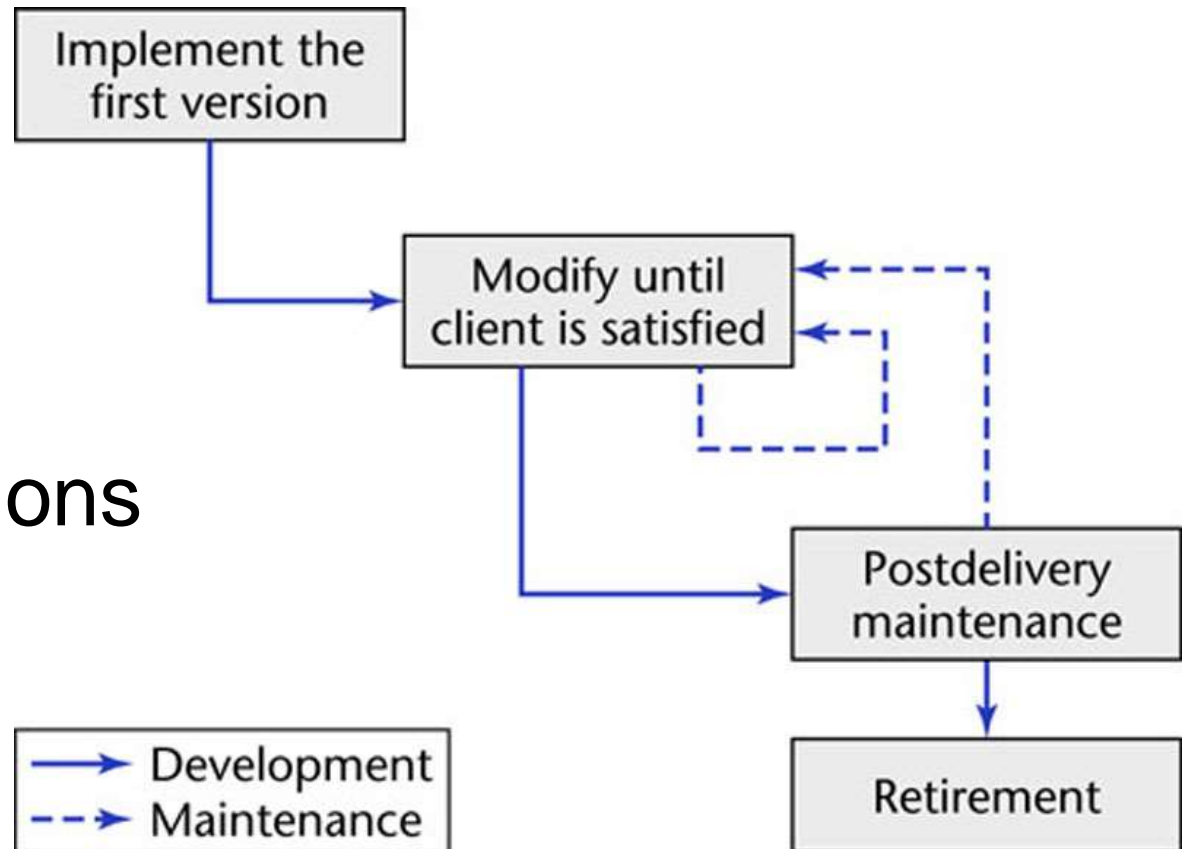 Implement the
first version
Modify until
client is satisfied
ons
Postdelivery
maintenance
Development
Maintenance
Retirement